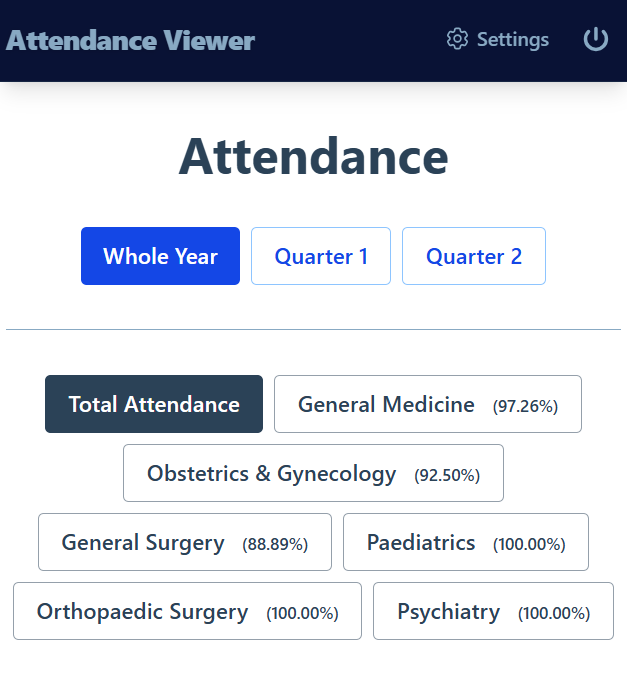 Attendance Viewer Settings
Attendance
Whole Year Quarter 1 Quarter 2
Total Attendance General Medicine (97.26%)
Obstetrics & Gynecology (92.50%)
General Surgery (88.89%) Paediatrics (100.00%)
Orthopaedic Surgery (100.00%) Psychiatry (100.00%)